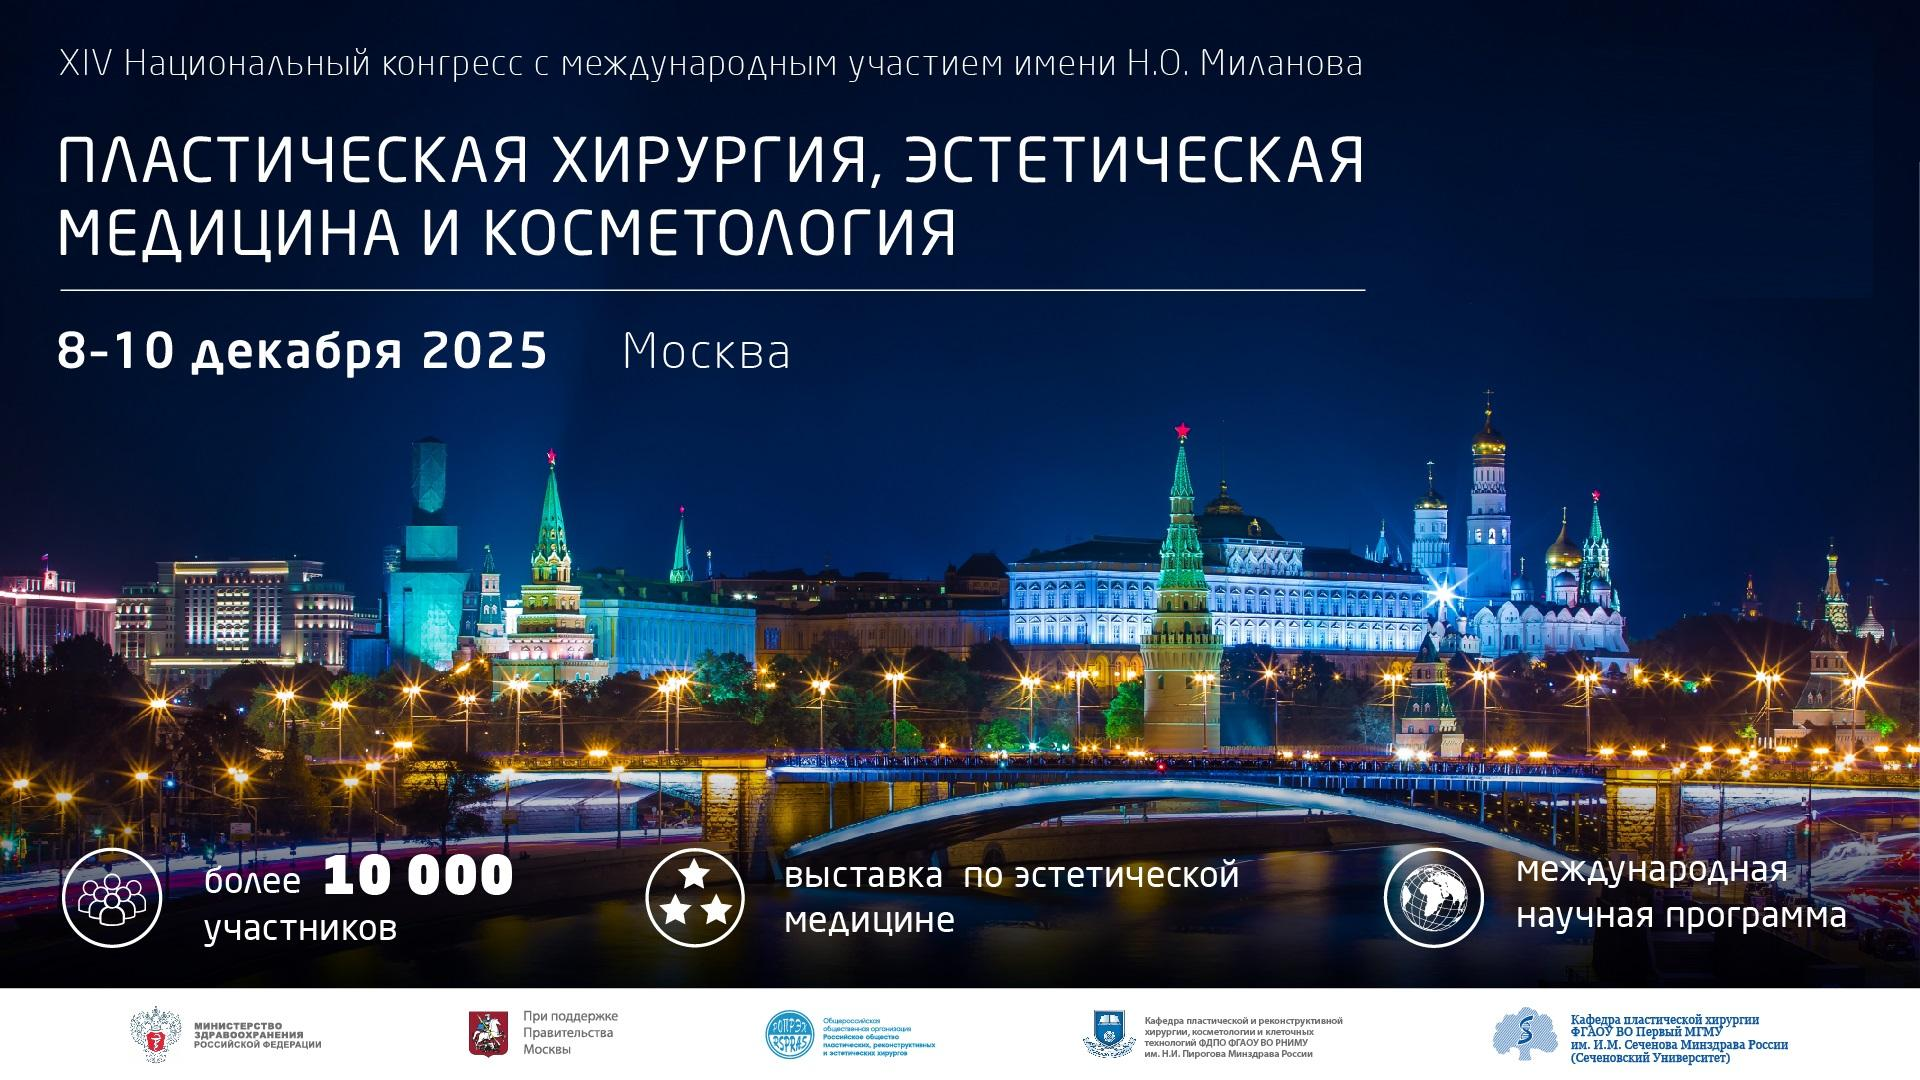 XIV Национальный конгресс с международным участием имени Н.О. Миланова
ПЛАСТИЧЕСКАЯ ХИРУРГИЯ, ЭСТЕТИЧЕСКАЯ
МЕДИЦИНА И КОСМЕТОЛОГИЯ
8-10 декабря 2025 Москва
более 10 000
участников
выставка по эстетической
медицине
международная
научная программа
МИНИСТЕРСТВО
ЗДРАВООХРАНЕНИЯ
РОССИЙСКОЙ ФЕДЕРАЦИИ
При поддержке
Правительства
Москвы
РОПРЭХ
ЭSPRAS
Общероссийская
общественная организация
Российское общество
пластических, реконструктивных
и эстетических хирургов
Кафедра пластической и реконструктивной
хирургии, косметологии и клеточных
технологий ФДПО ФГАОУ ВО РНИМУ
им. Н.И. Пирогова Минздрава России
Кафедра пластической хирургии
ФГАОУ ВО Первый МГМУ
им. И.М. Сеченова Минздрава России
(Сеченовский Университет)